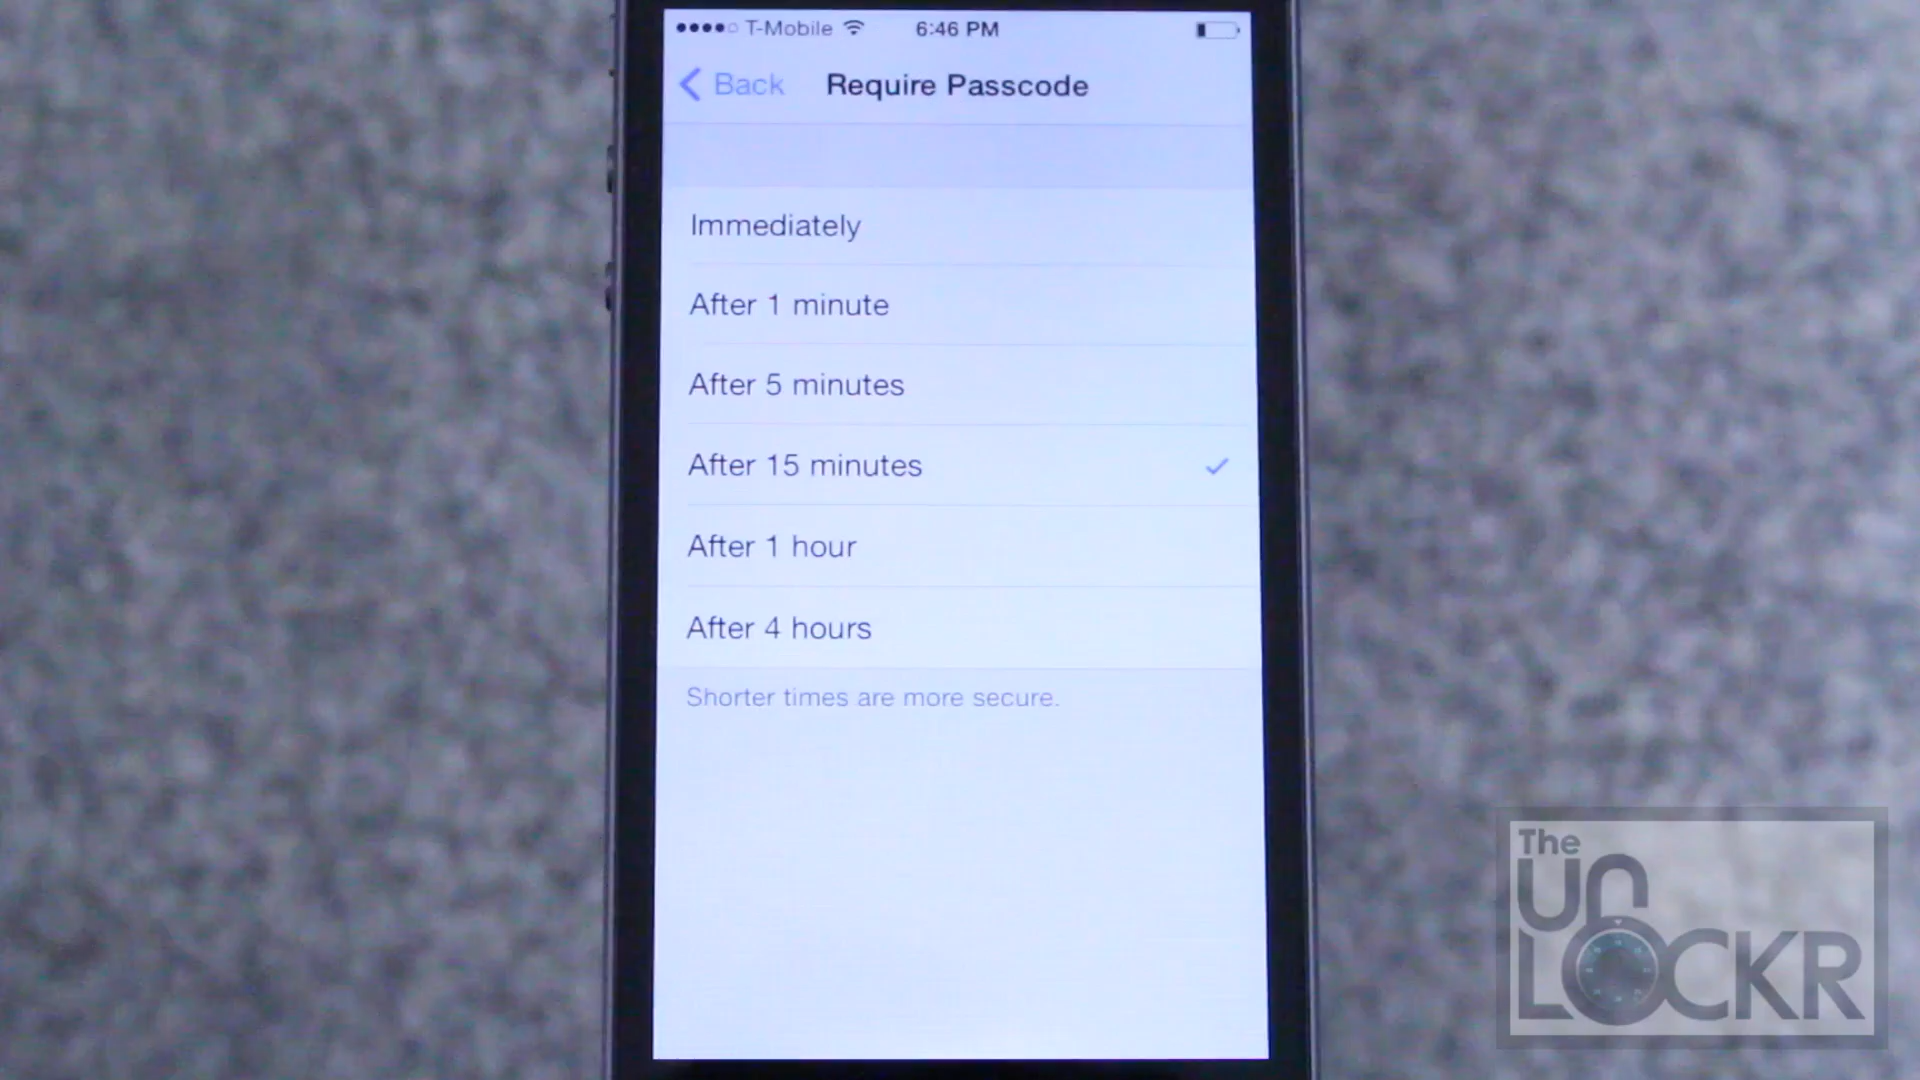 T-Mobile 6:46 PM
Back Require Passcode
Immediately
After 1 minute
After 5 minutes
After 15 minutes
After 1 hour
After 4 hours
Shorter times are more secure.
The
UN
LOCKR